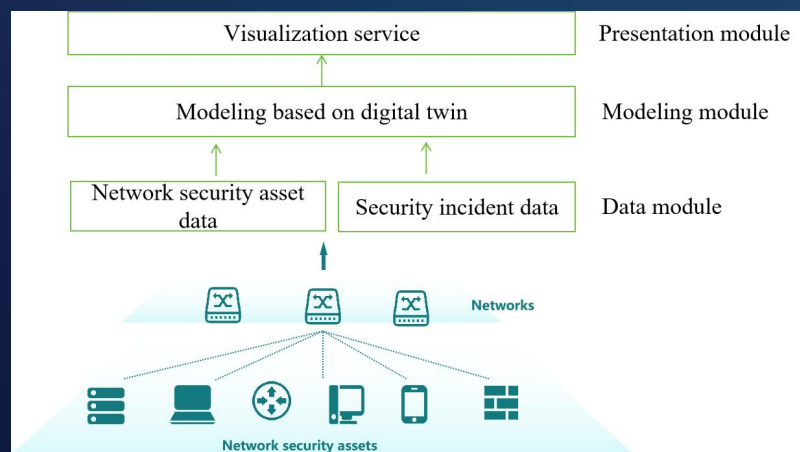 Visualization service
Presentation module
Modeling based on digital twin
Modeling module
Network security asset
data
Security incident data
Data module
Networks
Network security assets